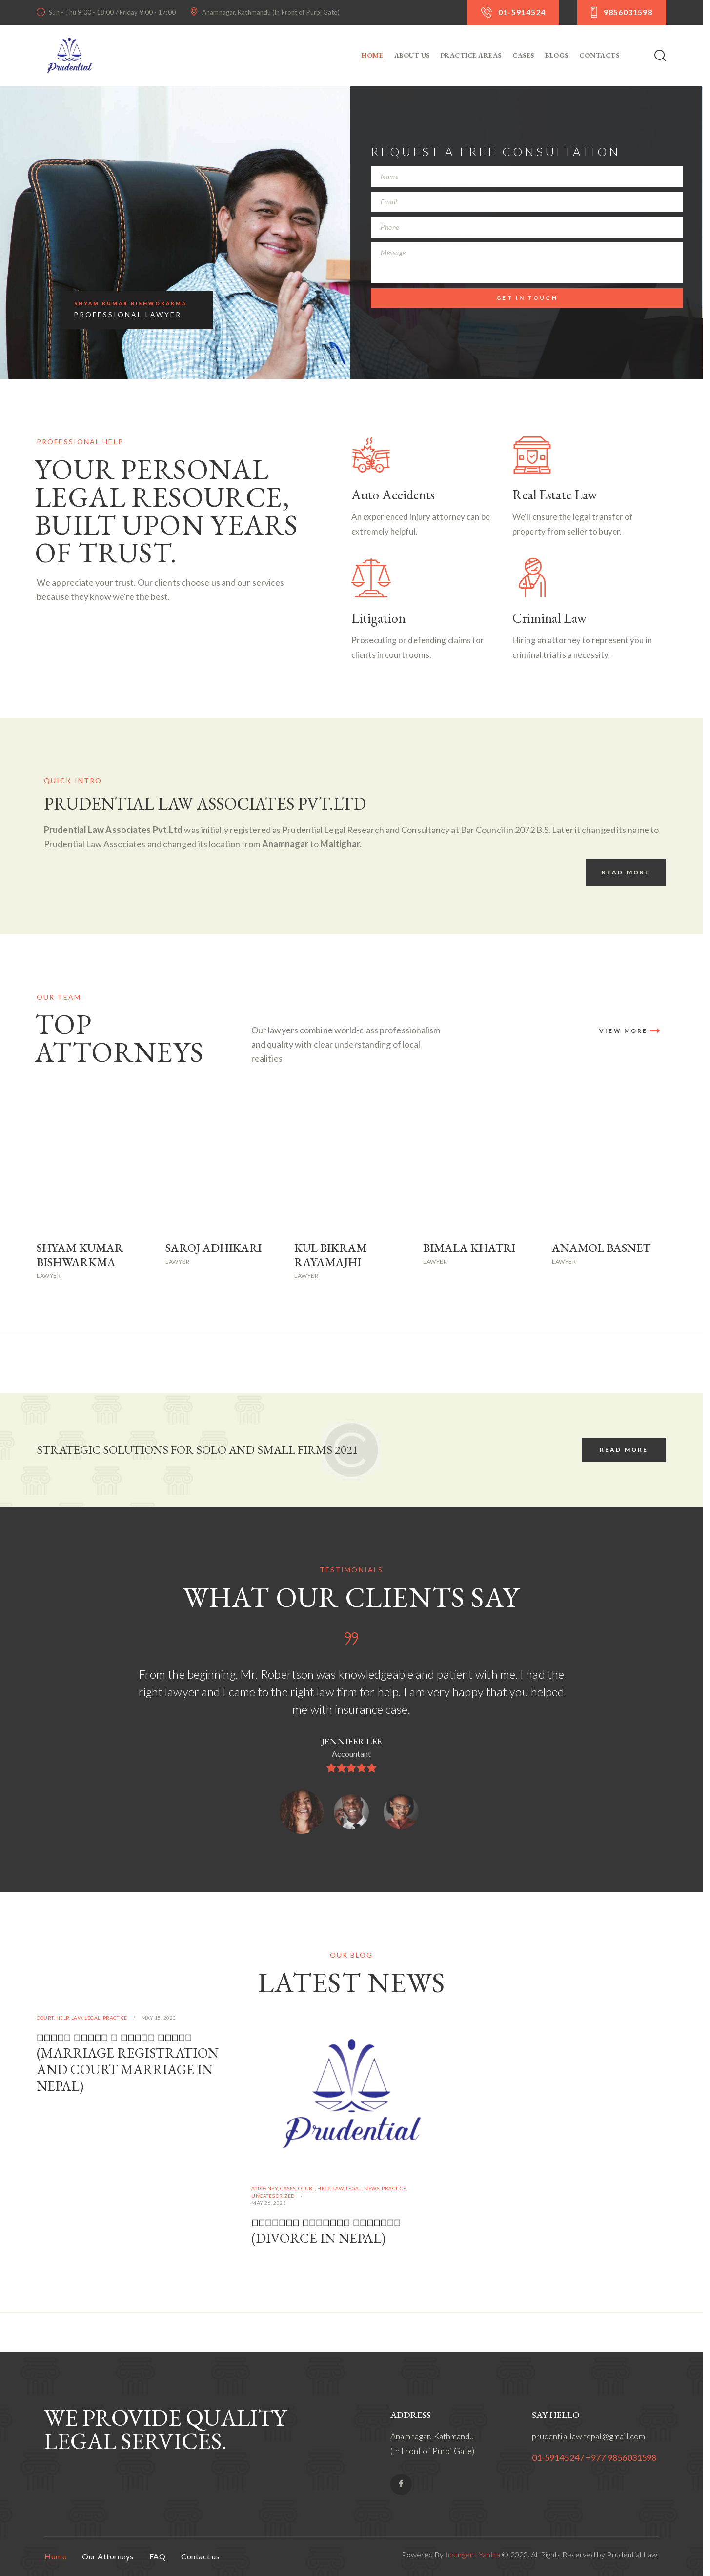 Sun - Thu 9:00 - 18:00 / Friday 9:00 - 17:00
Anamnagar, Kathmandu (In Front of Purbi Gate)
01-5914524
9856031598
Prudential
HOME
ABOUT US
PRACTICE AREAS
CASES
BLOGS
CONTACTS
SHYAM KUMAR BISHWOKARMA
PROFESSIONAL LAWYER
REQUEST A FREE CONSULTATION
Name
Email
Phone
Message
GET IN TOUCH
PROFESSIONAL HELP
YOUR PERSONAL
LEGAL RESOURCE,
BUILT UPON YEARS
OF TRUST.
We appreciate your trust. Our clients choose us and our services
because they know we're the best.
Auto Accidents
An experienced injury attorney can be
extremely helpful.
Real Estate Law
We'll ensure the legal transfer of
property from seller to buyer.
Litigation
Prosecuting or defending claims for
clients in courtrooms.
Criminal Law
Hiring an attorney to represent you in
criminal trial is a necessity.
QUICK INTRO
PRUDENTIAL LAW ASSOCIATES PVT.LTD
Prudential Law Associates Pvt.Ltd was initially registered as Prudential Legal Research and Consultancy at Bar Council in 2072 B.S. Later it changed its name to
Prudential Law Associates and changed its location from Anamnagar to Maitighar.
READ MORE
OUR TEAM
TOP
ATTORNEYS
Our lawyers combine world-class professionalism
and quality with clear understanding of local
realities
VIEW MORE
SHYAM KUMAR
BISHWARKMA
LAWYER
SAROJ ADHIKARI
LAWYER
KUL BIKRAM
RAYAMAJHI
LAWYER
BIMALA KHATRI
LAWYER
ANAMOL BASNET
LAWYER
STRATEGIC SOLUTIONS FOR SOLO AND SMALL FIRMS 2021
READ MORE
TESTIMONIALS
WHAT OUR CLIENTS SAY
From the beginning, Mr. Robertson was knowledgeable and patient with me. I had the
right lawyer and I came to the right law firm for help. I am very happy that you helped
me with insurance case.
JENNIFER LEE
Accountant
OUR BLOG
LATEST NEWS
COURT, HELP, LAW, LEGAL, PRACTICE
MAY 15, 2023
(MARRIAGE REGISTRATION
AND COURT MARRIAGE IN
NEPAL)
Prudential
ATTORNEY, CASES, COURT, HELP, LAW, LEGAL, NEWS, PRACTICE,
UNCATEGORIZED
MAY 26, 2023
(DIVORCE IN NEPAL)
WE PROVIDE QUALITY
LEGAL SERVICES.
ADDRESS
Anamnagar, Kathmandu
(In Front of Purbi Gate)
SAY HELLO
prudentiallawnepal@gmail.com
01-5914524 / +977 9856031598
Home
Our Attorneys
FAQ
Contact us
Powered By Insurgent Yantra © 2023. All Rights Reserved by Prudential Law.